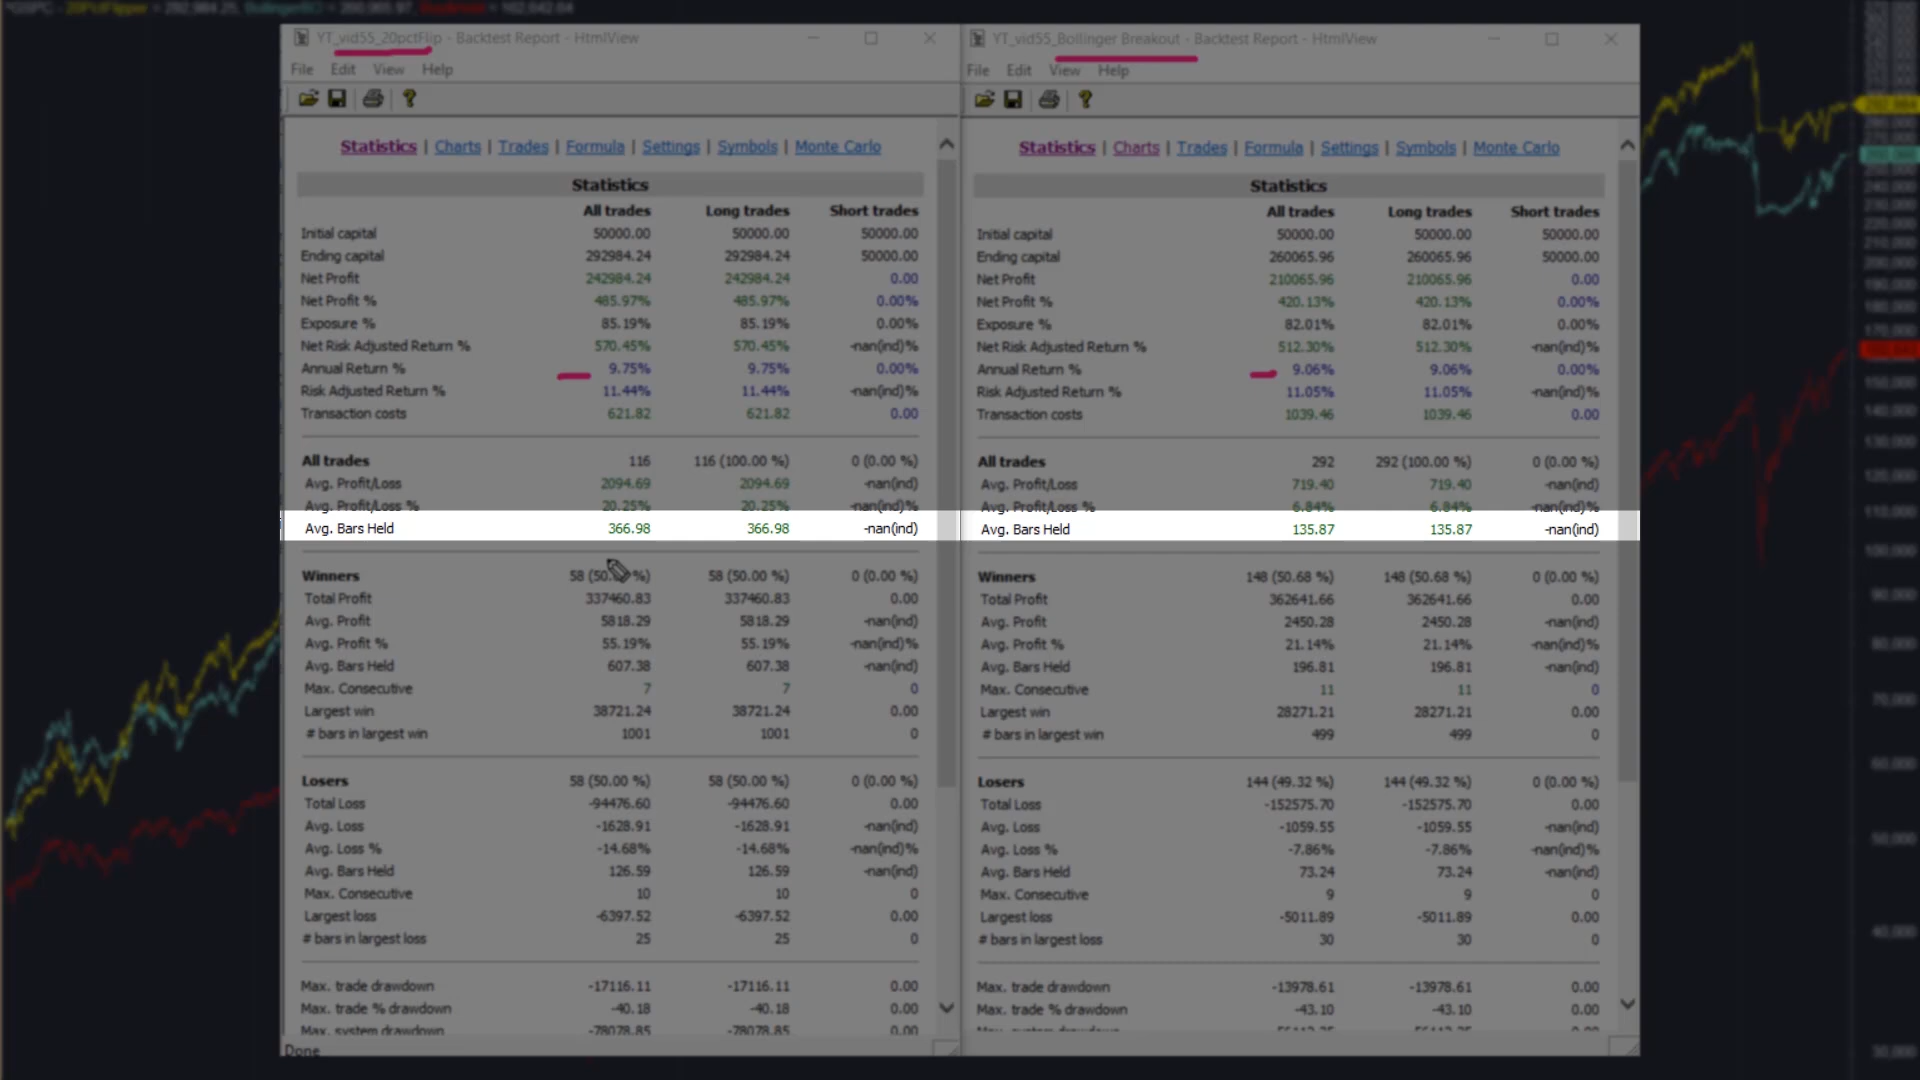 YT_vid55_20pctFlip - Backtest Report - HtmlView
File Edit View Help
Statistics | Charts | Trades | Formula | Settings | Symbols | Monte Carlo
Statistics
All trades Long trades Short trades
Initial capital 50000.00 50000.00 50000.00
Ending capital 292984.24 292984.24 50000.00
Net Profit 242984.24 242984.24 0.00
Net Profit % 485.97% 485.97% 0.00%
Exposure % 85.19% 85.19% 0.00%
Net Risk Adjusted Return % 570.45% 570.45% -nan(ind)%
Annual Return % 9.75% 9.75% 0.00%
Risk Adjusted Return % 11.44% 11.44% -nan(ind)%
Transaction costs 621.82 621.82 0.00
All trades 116 116 (100.00 %) 0 (0.00 %)
Avg. Profit/Loss 2094.69 2094.69 -nan(ind)
Avg. Profit/Loss % 20.25% 20.25% -nan(ind)%
Avg. Bars Held 366.98 366.98 -nan(ind)
Winners 58 (50. %) 58 (50.00 %) 0 (0.00 %)
Total Profit 337460.83 337460.83 0.00
Avg. Profit 5818.29 5818.29 -nan(ind)
Avg. Profit % 55.19% 55.19% -nan(ind)%
Avg. Bars Held 607.38 607.38 -nan(ind)
Max. Consecutive 7 7 0
Largest win 38721.24 38721.24 0.00
# bars in largest win 1001 1001 0
Losers 58 (50.00 %) 58 (50.00 %) 0 (0.00 %)
Total Loss -94476.60 -94476.60 0.00
Avg. Loss -1628.91 -1628.91 -nan(ind)
Avg. Loss % -14.68% -14.68% -nan(ind)%
Avg. Bars Held 126.59 126.59 -nan(ind)
Max. Consecutive 10 10 0
Largest loss -6397.52 -6397.52 0.00
# bars in largest loss 25 25 0
Max. trade drawdown -17116.11 -17116.11 0.00
Max. trade % drawdown -40.18 -40.18 0.00
Max. system drawdown -78078.85 -78078.85 0.00
Done
YT_vid55_Bollinger Breakout - Backtest Report - HtmlView
File Edit View Help
Statistics | Charts | Trades | Formula | Settings | Symbols | Monte Carlo
Statistics
All trades Long trades Short trades
Initial capital 50000.00 50000.00 50000.00
Ending capital 260065.96 260065.96 50000.00
Net Profit 210065.96 210065.96 0.00
Net Profit % 420.13% 420.13% 0.00%
Exposure % 82.01% 82.01% 0.00%
Net Risk Adjusted Return % 512.30% 512.30% -nan(ind)%
Annual Return % 9.06% 9.06% 0.00%
Risk Adjusted Return % 11.05% 11.05% -nan(ind)%
Transaction costs 1039.46 1039.46 0.00
All trades 292 292 (100.00 %) 0 (0.00 %)
Avg. Profit/Loss 719.40 719.40 -nan(ind)
Avg. Profit/Loss % 6.84% 6.84% -nan(ind)%
Avg. Bars Held 135.87 135.87 -nan(ind)
Winners 148 (50.68 %) 148 (50.68 %) 0 (0.00 %)
Total Profit 362641.66 362641.66 0.00
Avg. Profit 2450.28 2450.28 -nan(ind)
Avg. Profit % 21.14% 21.14% -nan(ind)%
Avg. Bars Held 196.81 196.81 -nan(ind)
Max. Consecutive 11 11 0
Largest win 28271.21 28271.21 0.00
# bars in largest win 499 499 0
Losers 144 (49.32 %) 144 (49.32 %) 0 (0.00 %)
Total Loss -152575.70 -152575.70 0.00
Avg. Loss -1059.55 -1059.55 -nan(ind)
Avg. Loss % -7.86% -7.86% -nan(ind)%
Avg. Bars Held 73.24 73.24 -nan(ind)
Max. Consecutive 9 9 0
Largest loss -5011.89 -5011.89 0.00
# bars in largest loss 30 30 0
Max. trade drawdown -13978.61 -13978.61 0.00
Max. trade % drawdown -43.10 -43.10 0.00